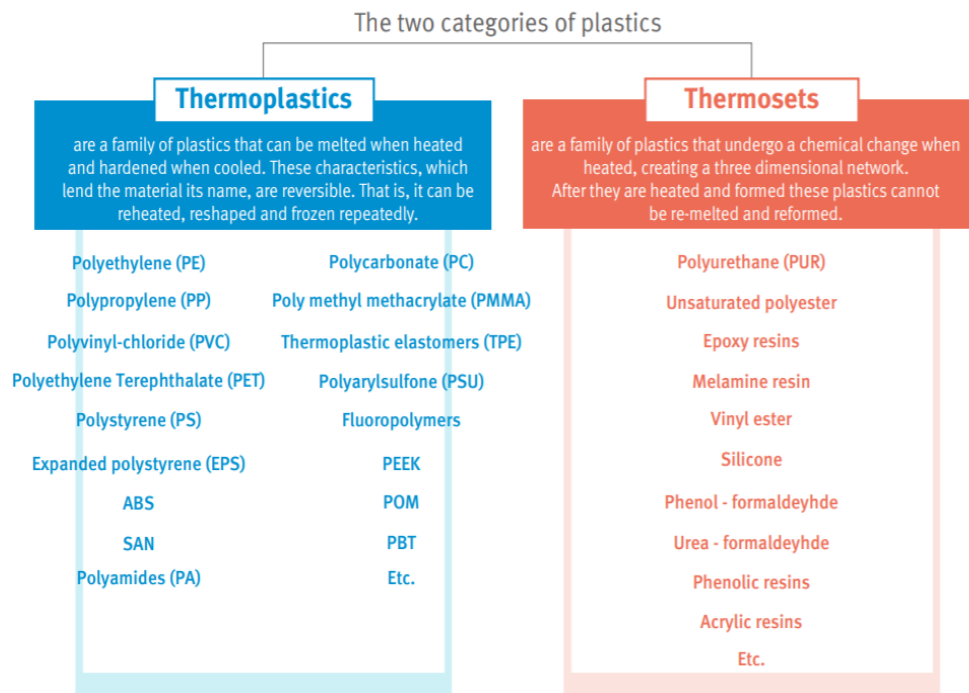 The two categories of plastics
Thermoplastics
are a family of plastics that can be melted when heated
and hardened when cooled. These characteristics, which
lend the material its name, are reversible. That is, it can be
reheated, reshaped and frozen repeatedly.
Polyethylene (PE)
Polypropylene (PP)
Polyvinyl-chloride (PVC)
Polyethylene Terephthalate (PET)
Polystyrene (PS)
Expanded polystyrene (EPS)
ABS
SAN
Polyamides (PA)
Polycarbonate (PC)
Poly methyl methacrylate (PMMA)
Thermoplastic elastomers (TPE)
Polyarylsulfone (PSU)
Fluoropolymers
PEEK
POM
PBT
Etc.
Thermosets
are a family of plastics that undergo a chemical change when
heated, creating a three dimensional network.
After they are heated and formed these plastics cannot
be re-melted and reformed.
Polyurethane (PUR)
Unsaturated polyester
Epoxy resins
Melamine resin
Vinyl ester
Silicone
Phenol - formaldeyhde
Urea - formaldeyhde
Phenolic resins
Acrylic resins
Etc.